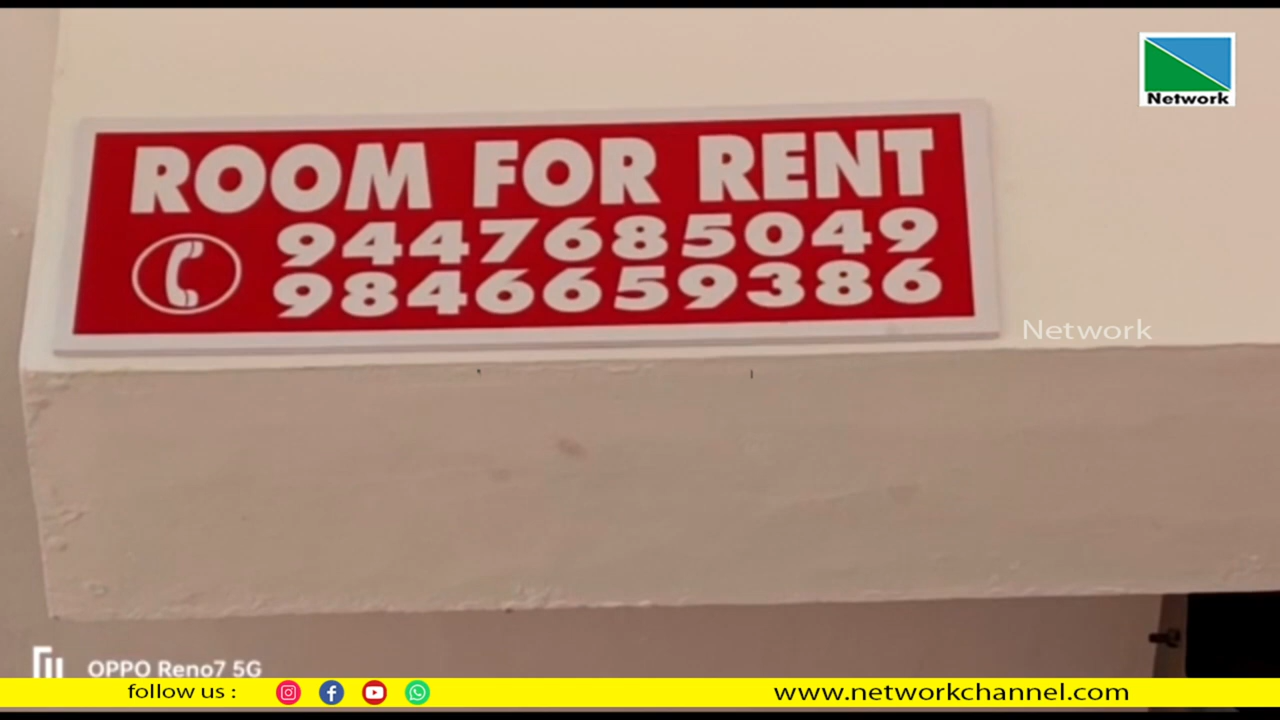 Network
ROOM FOR RENT
9447685049
9846659386
Network
OPPO Reno7 5G
follow us :
www.networkchannel.com